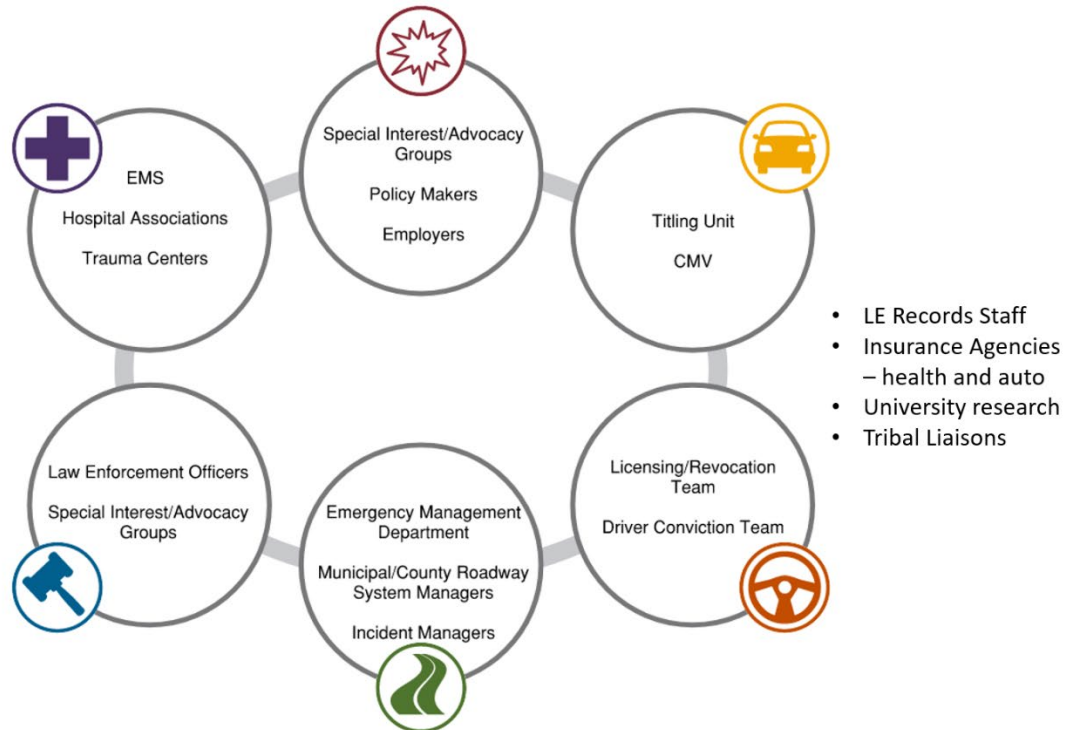 Special Interest/Advocacy
Groups
Policy Makers
Employers
EMS
Hospital Associations
Trauma Centers
Titling Unit
CMV
• LE Records Staff
• Insurance Agencies
– health and auto
• University research
• Tribal Liaisons
Law Enforcement Officers
Special Interest/Advocacy
Groups
Emergency Management
Department
Municipal/County Roadway
System Managers
Incident Managers
Licensing/Revocation
Team
Driver Conviction Team